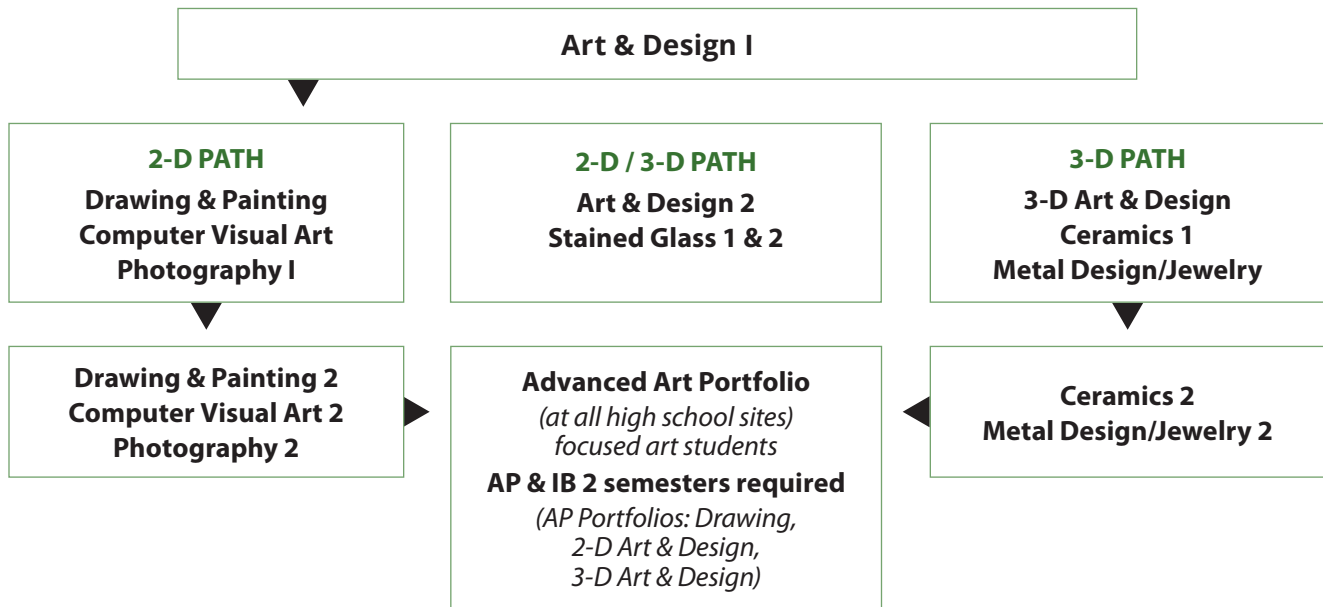 Art & Design I
2-D PATH
Drawing & Painting
Computer Visual Art
Photography I
2-D / 3-D PATH
Art & Design 2
Stained Glass 1 & 2
3-D PATH
3-D Art & Design
Ceramics 1
Metal Design/Jewelry
Drawing & Painting 2
Computer Visual Art 2
Photography 2
Advanced Art Portfolio
(at all high school sites)
focused art students
AP & IB 2 semesters required
(AP Portfolios: Drawing,
2-D Art & Design,
3-D Art & Design)
Ceramics 2
Metal Design/Jewelry 2